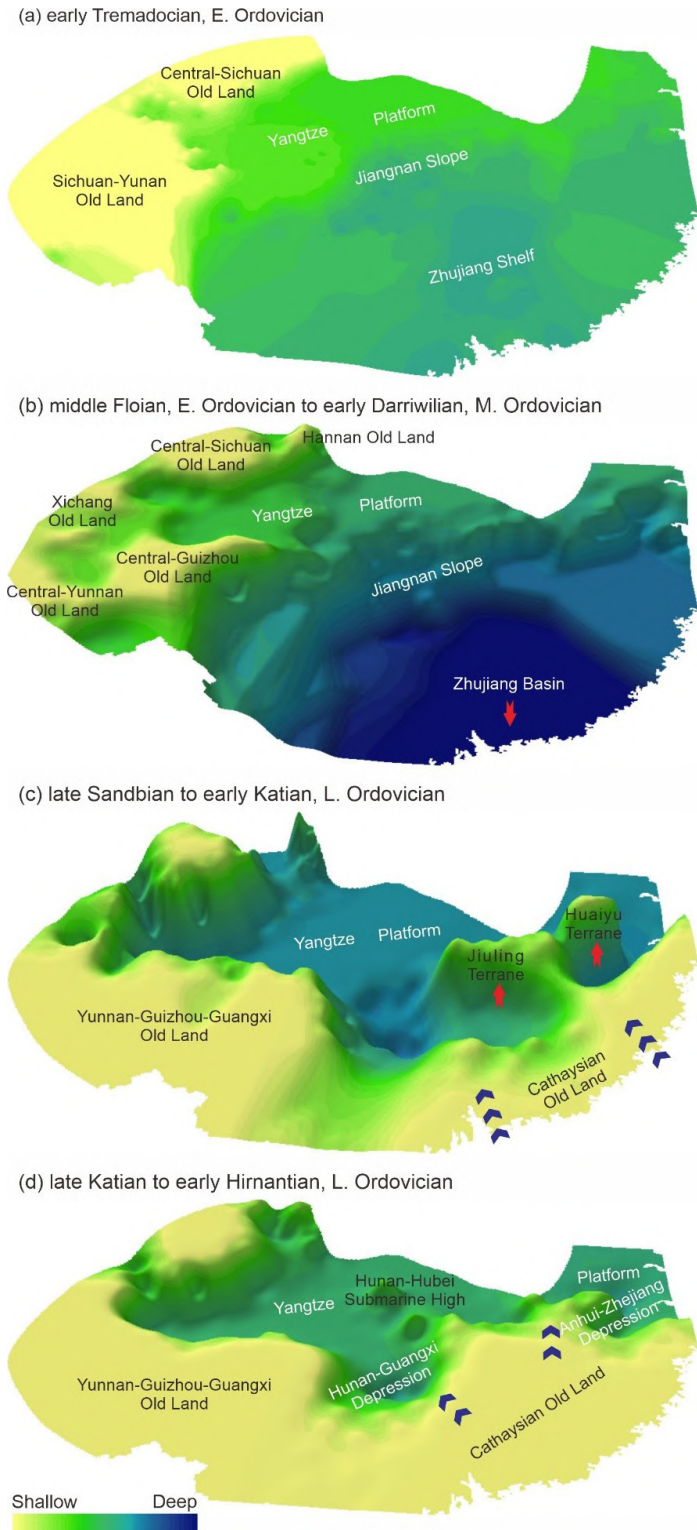 (a) early Tremadocian, E. Ordovician
Central-Sichuan
Old Land
Yangtze Platform
Jiangnan Slope
Sichuan-Yunan
Old Land
Zhujiang Shelf
(b) middle Floian, E. Ordovician to early Darriwilian, M. Ordovician
Hannan Old Land
Central-Sichuan
Old Land
Xichang
Old Land
Yangtze Platform
Central-Guizhou
Old Land
Jiangnan Slope
Central-Yunnan
Old Land
Zhujiang Basin
(c) late Sandbian to early Katian, L. Ordovician
Huaiyu
Terrane
Yangtze Platform
Jiuling
Terrane
Yunnan-Guizhou-Guangxi
Old Land
Cathaysian
Old Land
(d) late Katian to early Hirnantian, L. Ordovician
Hunan-Hubei
Submarine High
Platform
Yangtze
Anhui-Zhejiang
Depression
Hunan-Guangxi
Depression
Yunnan-Guizhou-Guangxi
Old Land
Cathaysian Old Land
Shallow Deep